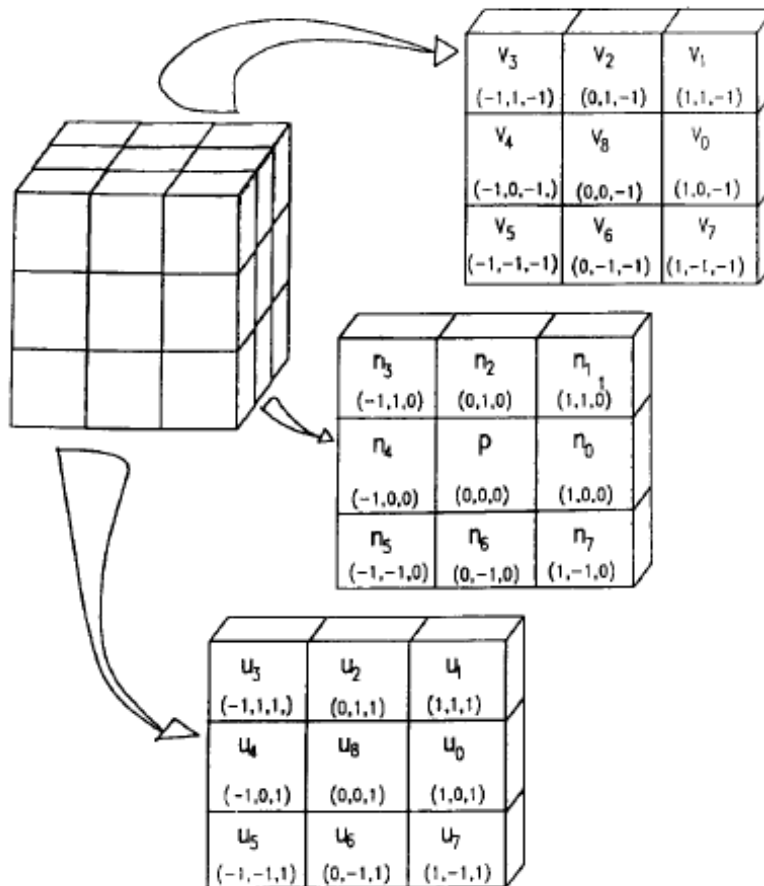 v3 v2 v1
(-1,1,-1) (0,1,-1) (1,1,-1)
v4 v8 v0
(-1,0,-1,) (0,0,-1) (1,0,-1)
v5 v6 v7
(-1,-1,-1) (0,-1,-1) (1,-1,-1)
n3 n2 n1 1
(-1,1,0) (0,1,0) (1,1,0)
n4 p n0
(-1,0,0) (0,0,0) (1,0,0)
n5 n6 n7
(-1,-1,0) (0,-1,0) (1,-1,0)
u3 u2 u1
(-1,1,1,) (0,1,1) (1,1,1)
u4 u8 u0
(-1,0,1) (0,0,1) (1,0,1)
u5 u6 u7
(-1,-1,1) (0,-1,1) (1,-1,1)